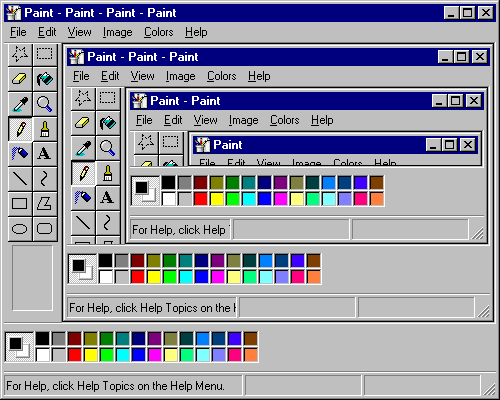 Paint - Paint - Paint - Paint
File Edit View Image Colors Help
Paint - Paint - Paint
File Edit View Image Colors Help
Paint - Paint
File Edit View Image Colors Help
Paint
File Edit View Image Colors Help
A
A
For Help, click Help
For Help, click Help Topics on the
For Help, click Help Topics on the Help Menu.